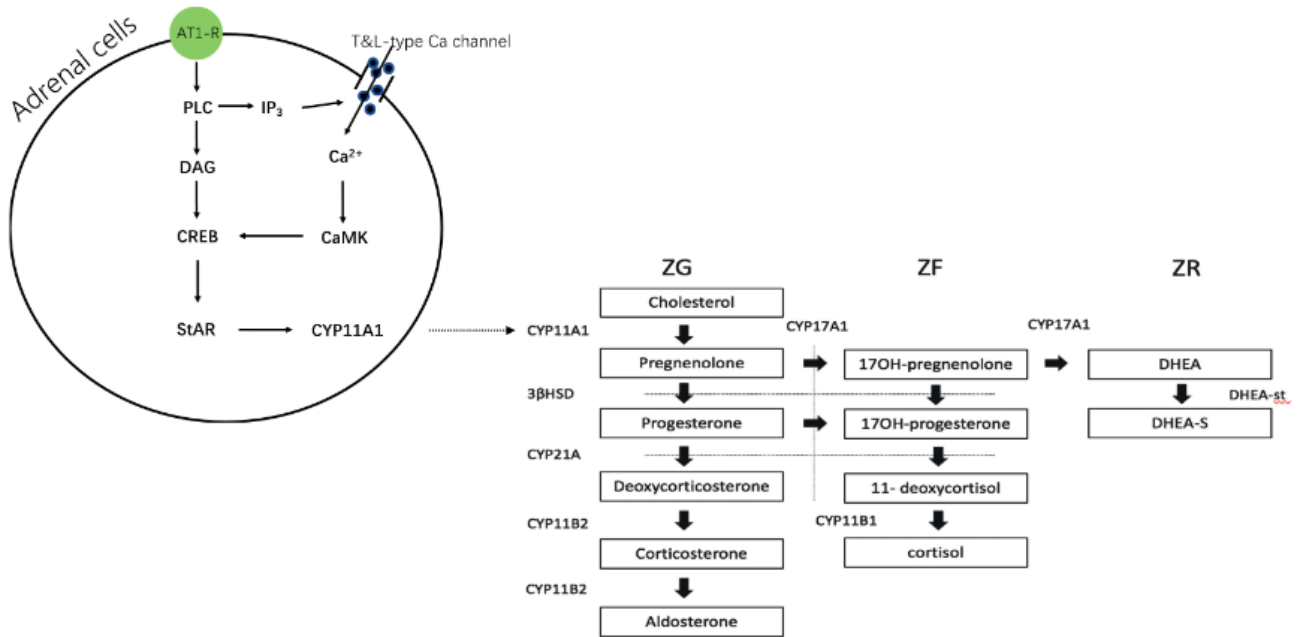 Adrenal cells
AT1-R
T&L-type Ca channel
PLC
IP₃
DAG
Ca²⁺
CREB
CaMK
StAR
CYP11A1
ZG
ZF
ZR
Cholesterol
CYP11A1
CYP17A1
CYP17A1
Pregnenolone
17OH-pregnenolone
DHEA
3βHSD
DHEA-st
Progesterone
17OH-progesterone
DHEA-S
CYP21A
Deoxycorticosterone
11- deoxycortisol
CYP11B2
CYP11B1
Corticosterone
cortisol
CYP11B2
Aldosterone